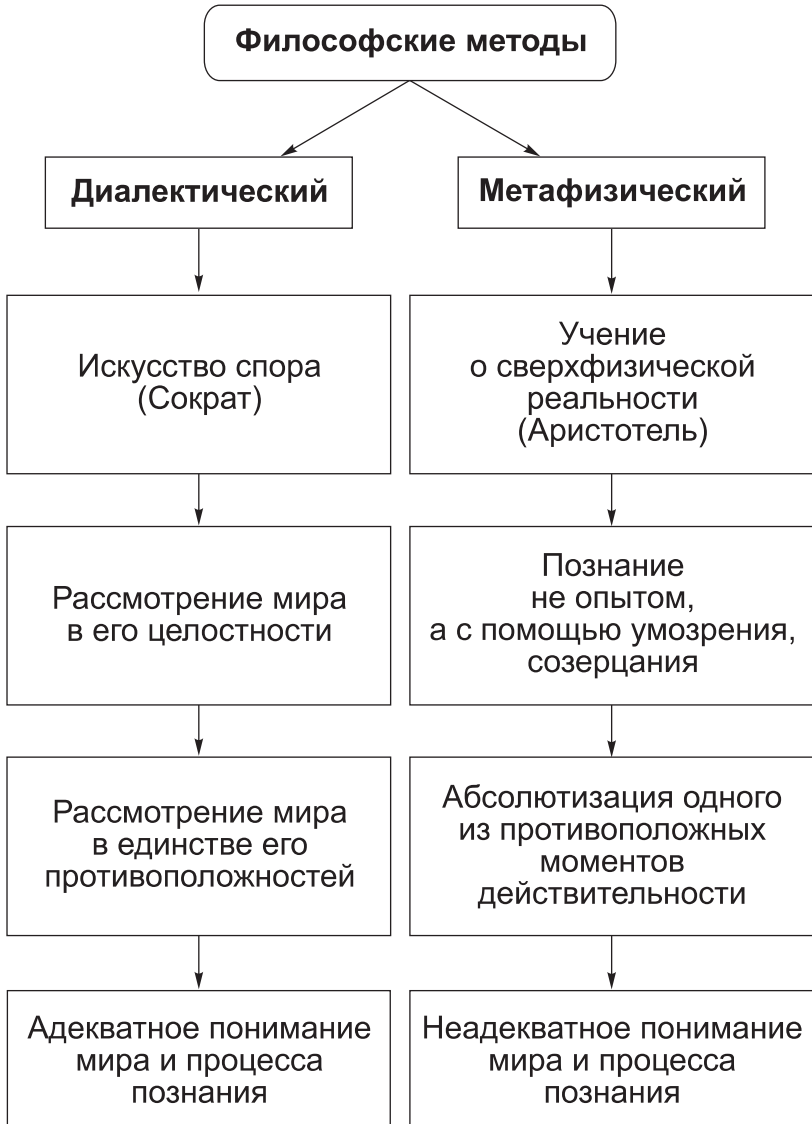 Философские методы
Диалектический
Метафизический
Искусство спора
(Сократ)
Учение
о сверхфизической
реальности
(Аристотель)
Рассмотрение мира
в его целостности
Познание
не опытом,
а с помощью умозрения,
созерцания
Рассмотрение мира
в единстве его
противоположностей
Абсолютизация одного
из противоположных
моментов
действительности
Адекватное понимание
мира и процесса
познания
Неадекватное понимание
мира и процесса
познания